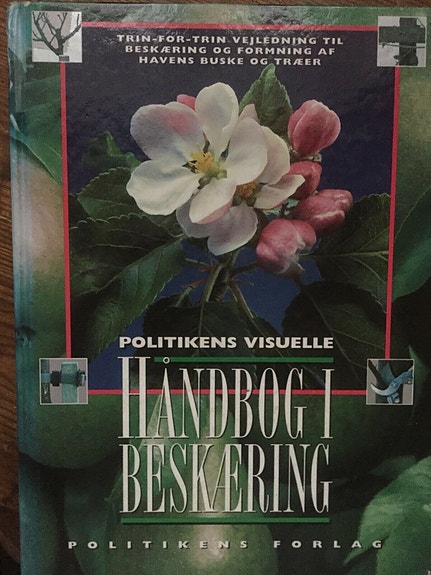 TRIN-FOR-TRIN VEJLEDNING TIL
BESKÆRING OG FORMNING AF
HAVENS BUSKE OG TRÆER
POLITIKENS VISUELLE
HÅNDBOG I
BESKÆRING
POLITIKENS FORLAG